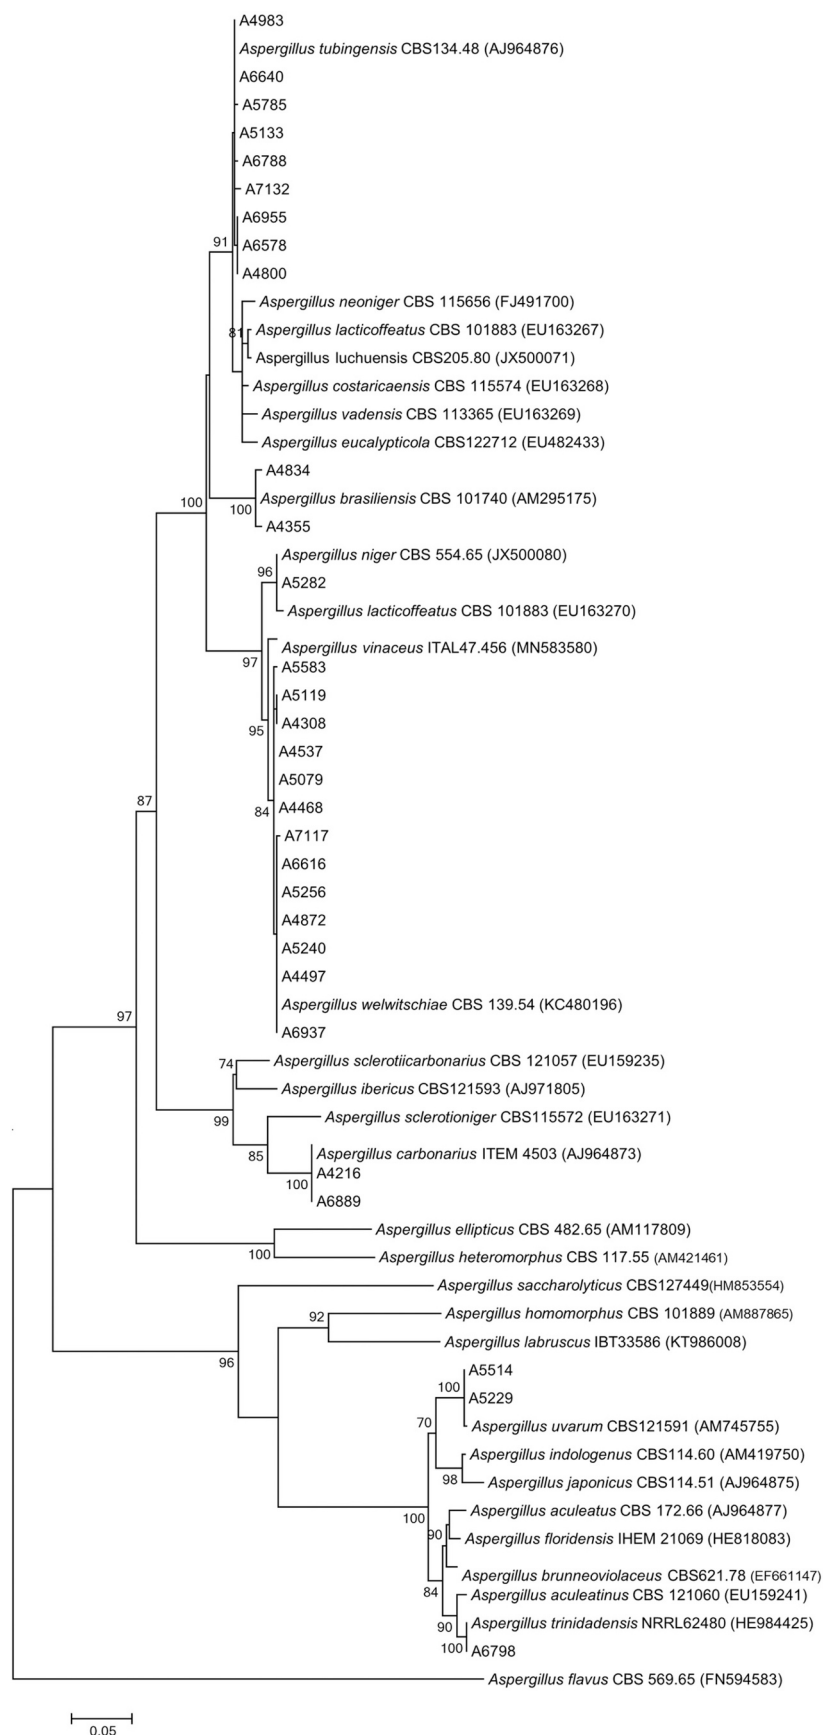 A4983
Aspergillus tubingensis CBS134.48 (AJ964876)
A6640
A5785
A5133
A6788
A7132
A6955
91
A6578
A4800
Aspergillus neoniger CBS 115656 (FJ491700)
81
Aspergillus lacticoffeatus CBS 101883 (EU163267)
Aspergillus luchuensis CBS205.80 (JX500071)
Aspergillus costaricaensis CBS 115574 (EU163268)
Aspergillus vadensis CBS 113365 (EU163269)
Aspergillus eucalypticola CBS122712 (EU482433)
A4834
100
Aspergillus brasiliensis CBS 101740 (AM295175)
100
A4355
Aspergillus niger CBS 554.65 (JX500080)
96
A5282
Aspergillus lacticoffeatus CBS 101883 (EU163270)
Aspergillus vinaceus ITAL47.456 (MN583580)
97
A5583
A5119
A4308
95
A4537
A5079
A4468
87
84
A7117
A6616
A5256
A4872
A5240
A4497
Aspergillus welwitschiae CBS 139.54 (KC480196)
97
A6937
Aspergillus sclerotiicarbonarius CBS 121057 (EU159235)
74
Aspergillus ibericus CBS121593 (AJ971805)
Aspergillus sclerotioniger CBS115572 (EU163271)
99
Aspergillus carbonarius ITEM 4503 (AJ964873)
85
A4216
100
A6889
Aspergillus ellipticus CBS 482.65 (AM117809)
100
Aspergillus heteromorphus CBS 117.55 (AM421461)
Aspergillus saccharolyticus CBS127449(HM853554)
92
Aspergillus homomorphus CBS 101889 (AM887865)
Aspergillus labruscus IBT33586 (KT986008)
96
A5514
100
A5229
70
Aspergillus uvarum CBS121591 (AM745755)
Aspergillus indologenus CBS114.60 (AM419750)
98
Aspergillus japonicus CBS114.51 (AJ964875)
100
Aspergillus aculeatus CBS 172.66 (AJ964877)
90
Aspergillus floridensis IHEM 21069 (HE818083)
Aspergillus brunneoviolaceus CBS621.78 (EF661147)
84
Aspergillus aculeatinus CBS 121060 (EU159241)
90
Aspergillus trinidadensis NRRL62480 (HE984425)
100
A6798
Aspergillus flavus CBS 569.65 (FN594583)
0.05